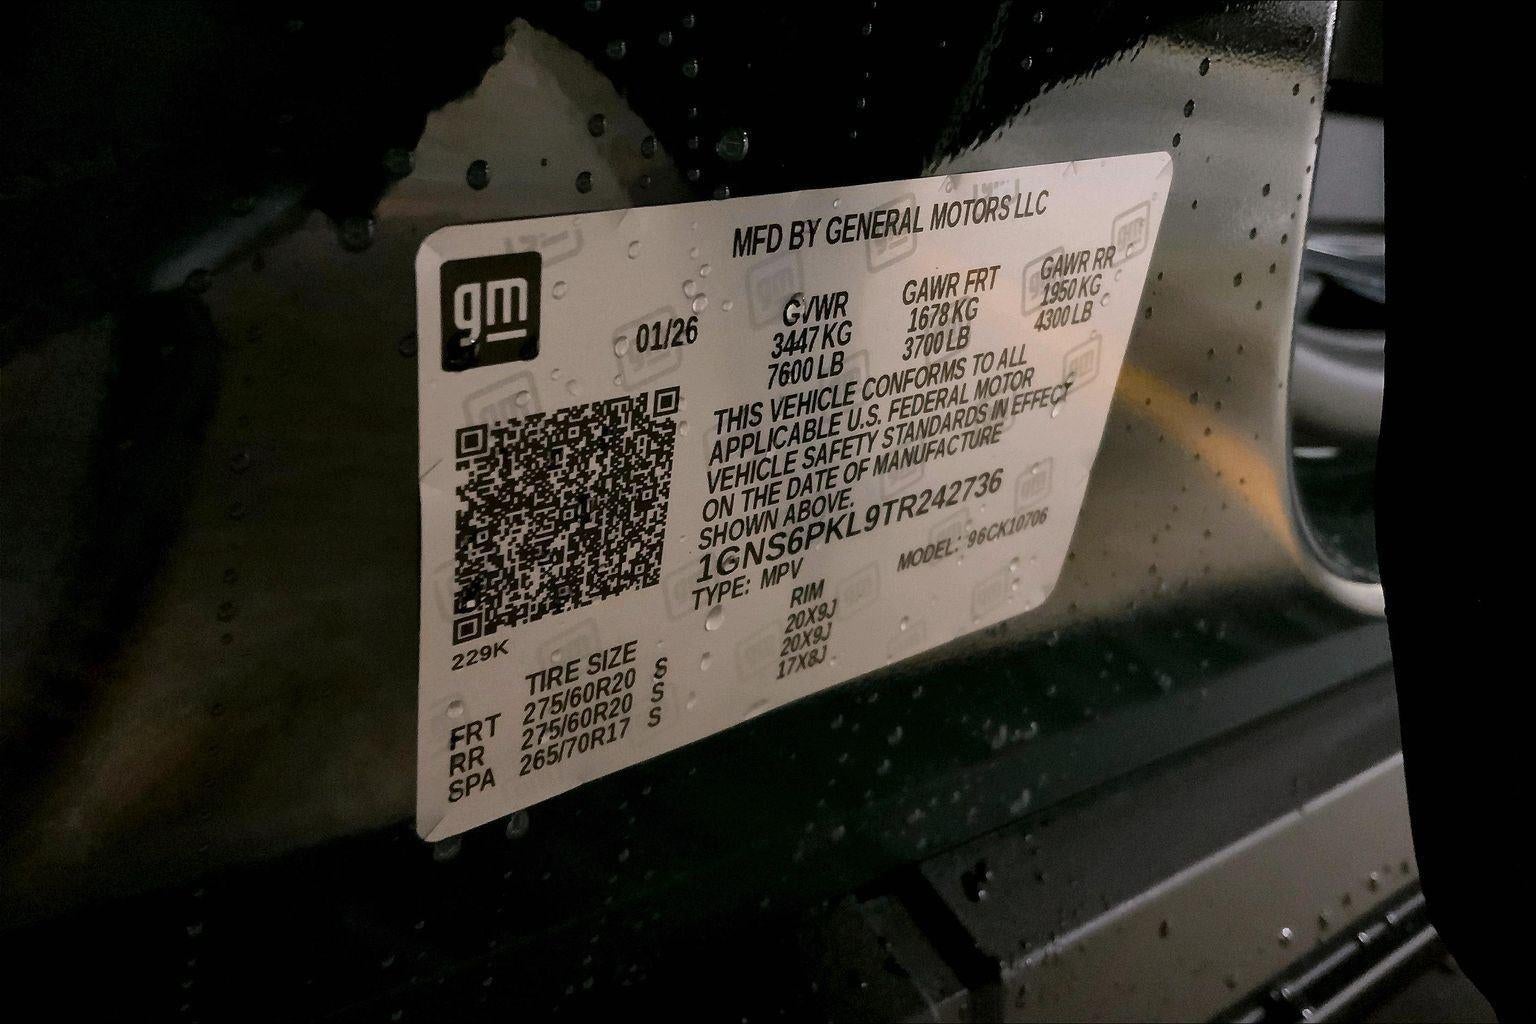 MFD BY GENERAL MOTORS LLC
gm
01/26
GVWR
3447 KG
7600 LB
GAWR FRT
1678 KG
3700 LB
GAWR RR
1950 KG
4300 LB
THIS VEHICLE CONFORMS TO ALL
APPLICABLE U.S. FEDERAL MOTOR
VEHICLE SAFETY STANDARDS IN EFFECT
ON THE DATE OF MANUFACTURE
SHOWN ABOVE.
1GNS6PKL9TR242736
TYPE: MPV
MODEL: 96CK10706
229K
TIRE SIZE
RIM
FRT 275/60R20 S 20X9J
RR 275/60R20 S 20X9J
SPA 265/70R17 S 17X8J